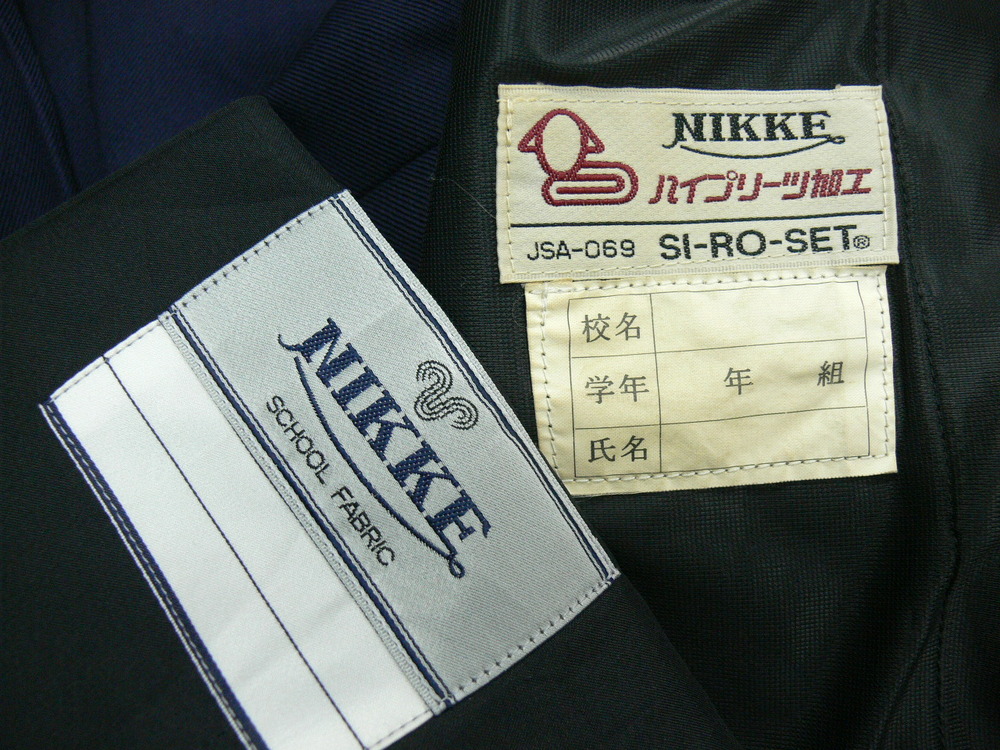 NIKKE
ハイプリーツ加工
JSA-069 SI-RO-SET®
校名
学年 年 組
氏名
NIKKE
SCHOOL FABRIC